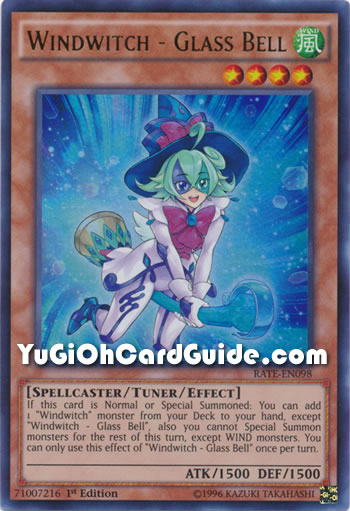 WINDWITCH - GLASS BELL
WIND
風
YuGiOhCardGuide.com
RATE-EN098
[SPELLCASTER/TUNER/EFFECT]
If this card is Normal or Special Summoned: You can add
1 "Windwitch" monster from your Deck to your hand, except
"Windwitch - Glass Bell", also you cannot Special Summon
monsters for the rest of this turn, except WIND monsters. You
can only use this effect of "Windwitch - Glass Bell" once per turn.
ATK/1500 DEF/1500
71007216 1st Edition ©1996 KAZUKI TAKAHASHI